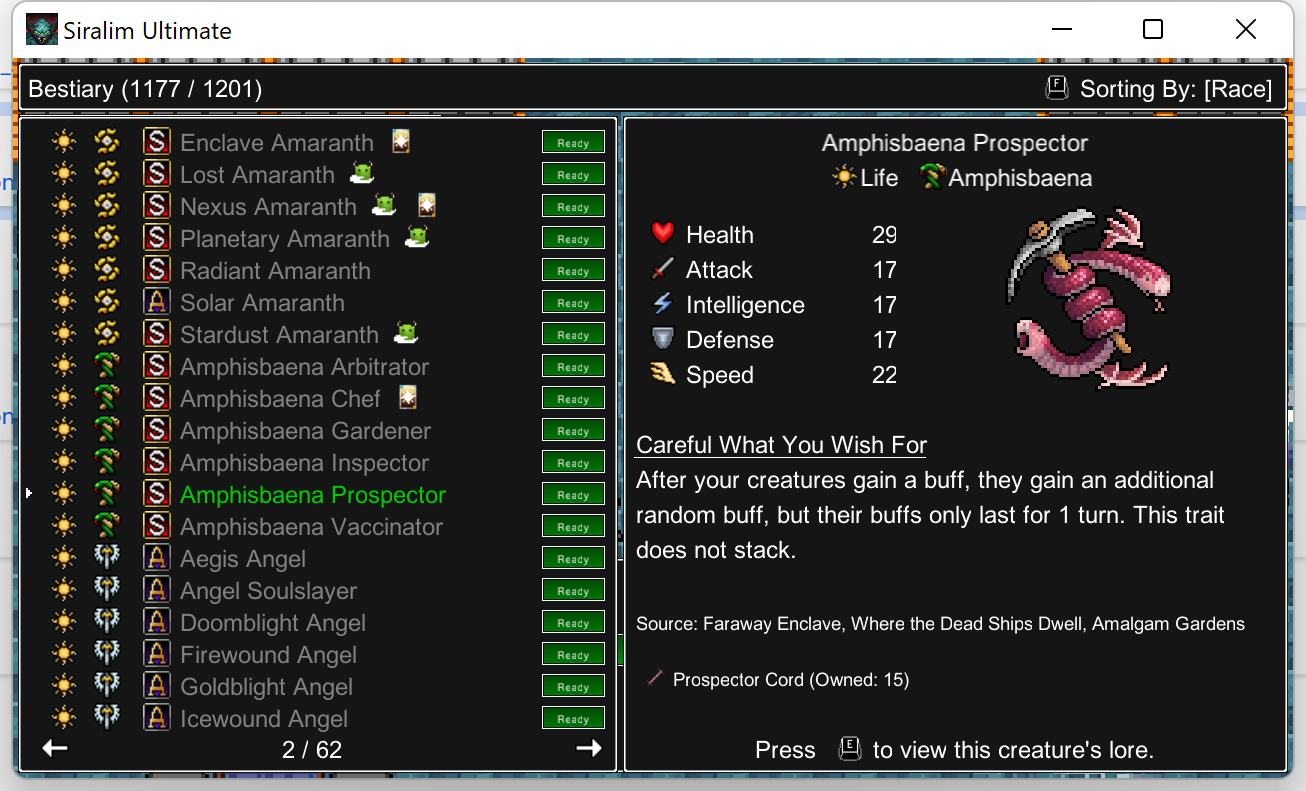 Siralim Ultimate
Bestiary (1177 / 1201)
F Sorting By: [Race]
S Enclave Amaranth Ready
S Lost Amaranth Ready
S Nexus Amaranth Ready
S Planetary Amaranth Ready
S Radiant Amaranth Ready
A Solar Amaranth Ready
S Stardust Amaranth Ready
S Amphisbaena Arbitrator Ready
S Amphisbaena Chef Ready
S Amphisbaena Gardener Ready
S Amphisbaena Inspector Ready
S Amphisbaena Prospector Ready
S Amphisbaena Vaccinator Ready
A Aegis Angel Ready
A Angel Soulslayer Ready
A Doomblight Angel Ready
A Firewound Angel Ready
A Goldblight Angel Ready
A Icewound Angel Ready
2 / 62
Amphisbaena Prospector
Life Amphisbaena
Health 29
Attack 17
Intelligence 17
Defense 17
Speed 22
Careful What You Wish For
After your creatures gain a buff, they gain an additional
random buff, but their buffs only last for 1 turn. This trait
does not stack.
Source: Faraway Enclave, Where the Dead Ships Dwell, Amalgam Gardens
Prospector Cord (Owned: 15)
Press E to view this creature's lore.